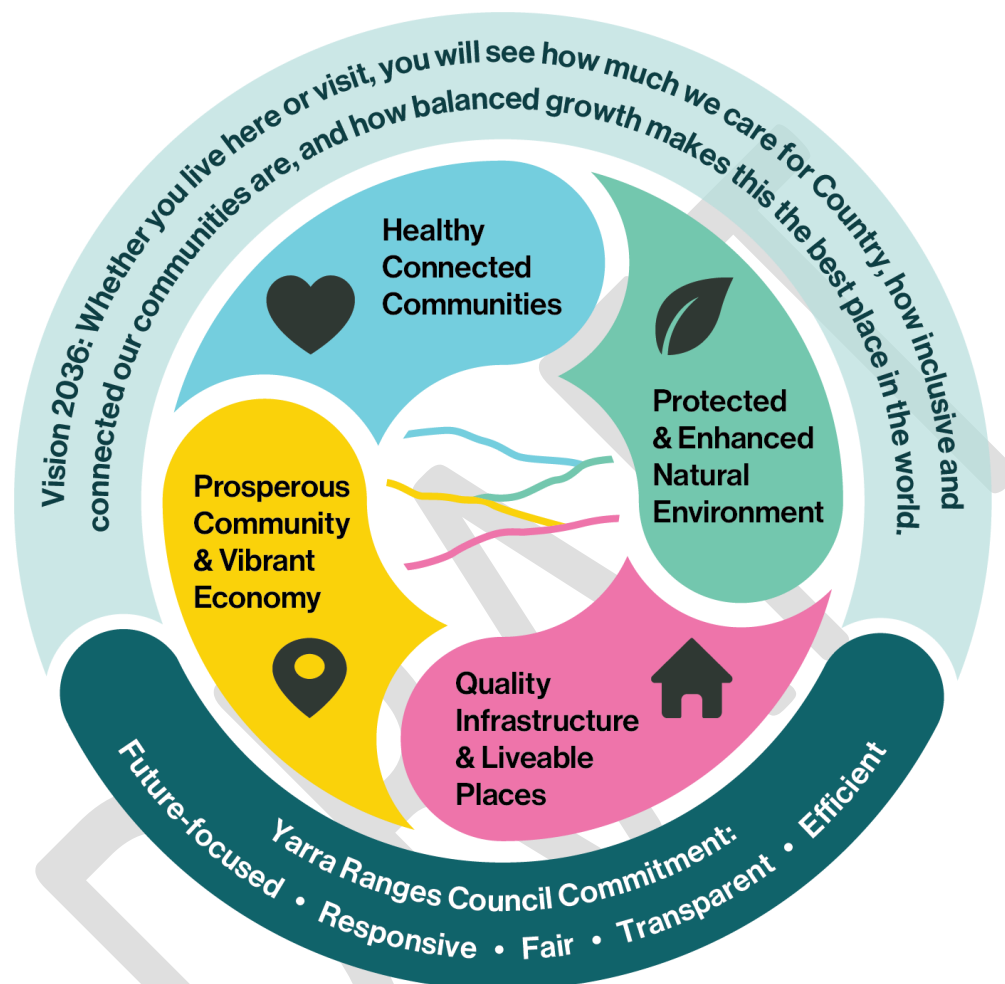 Vision 2036: Whether you live here or visit, you will see how much we care for Country, how inclusive and
connected our communities are, and how balanced growth makes this the best place in the world.
Healthy
Connected
Communities
Protected
& Enhanced
Natural
Environment
Prosperous
Community
& Vibrant
Economy
Quality
Infrastructure
& Liveable
Places
Yarra Ranges Council Commitment:
Future-focused • Responsive • Fair • Transparent • Efficient